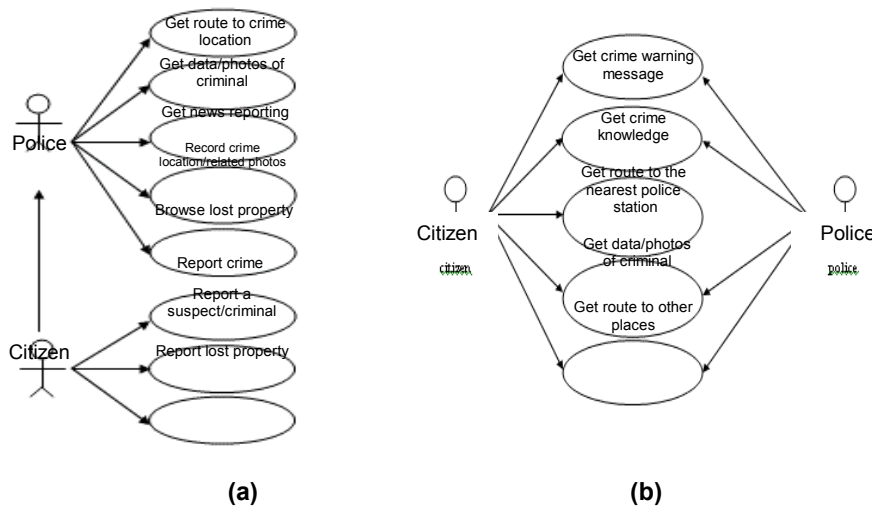 Get route to crime
location
Get data/photos of
criminal
Get news reporting
Police
Record crime
location/related photos
Browse lost property
Report crime
Report a
suspect/criminal
Citizen
Report lost property
(a)
Get crime warning
message
Get crime
knowledge
Get route to the
nearest police
station
Citizen
Police
citizen
police
Get data/photos
of criminal
Get route to other
places
(b)